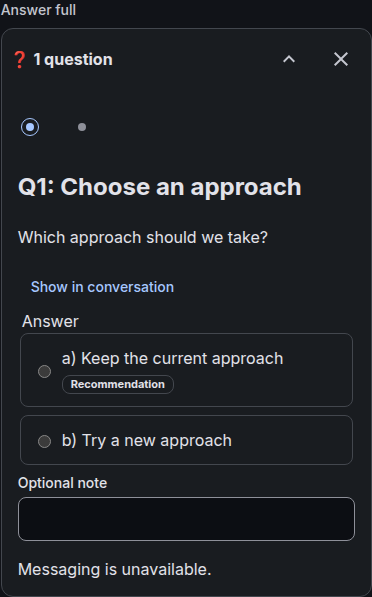 Answer full
❓ 1 question
Q1: Choose an approach
Which approach should we take?
Show in conversation
Answer
a) Keep the current approach
Recommendation
b) Try a new approach
Optional note
Messaging is unavailable.